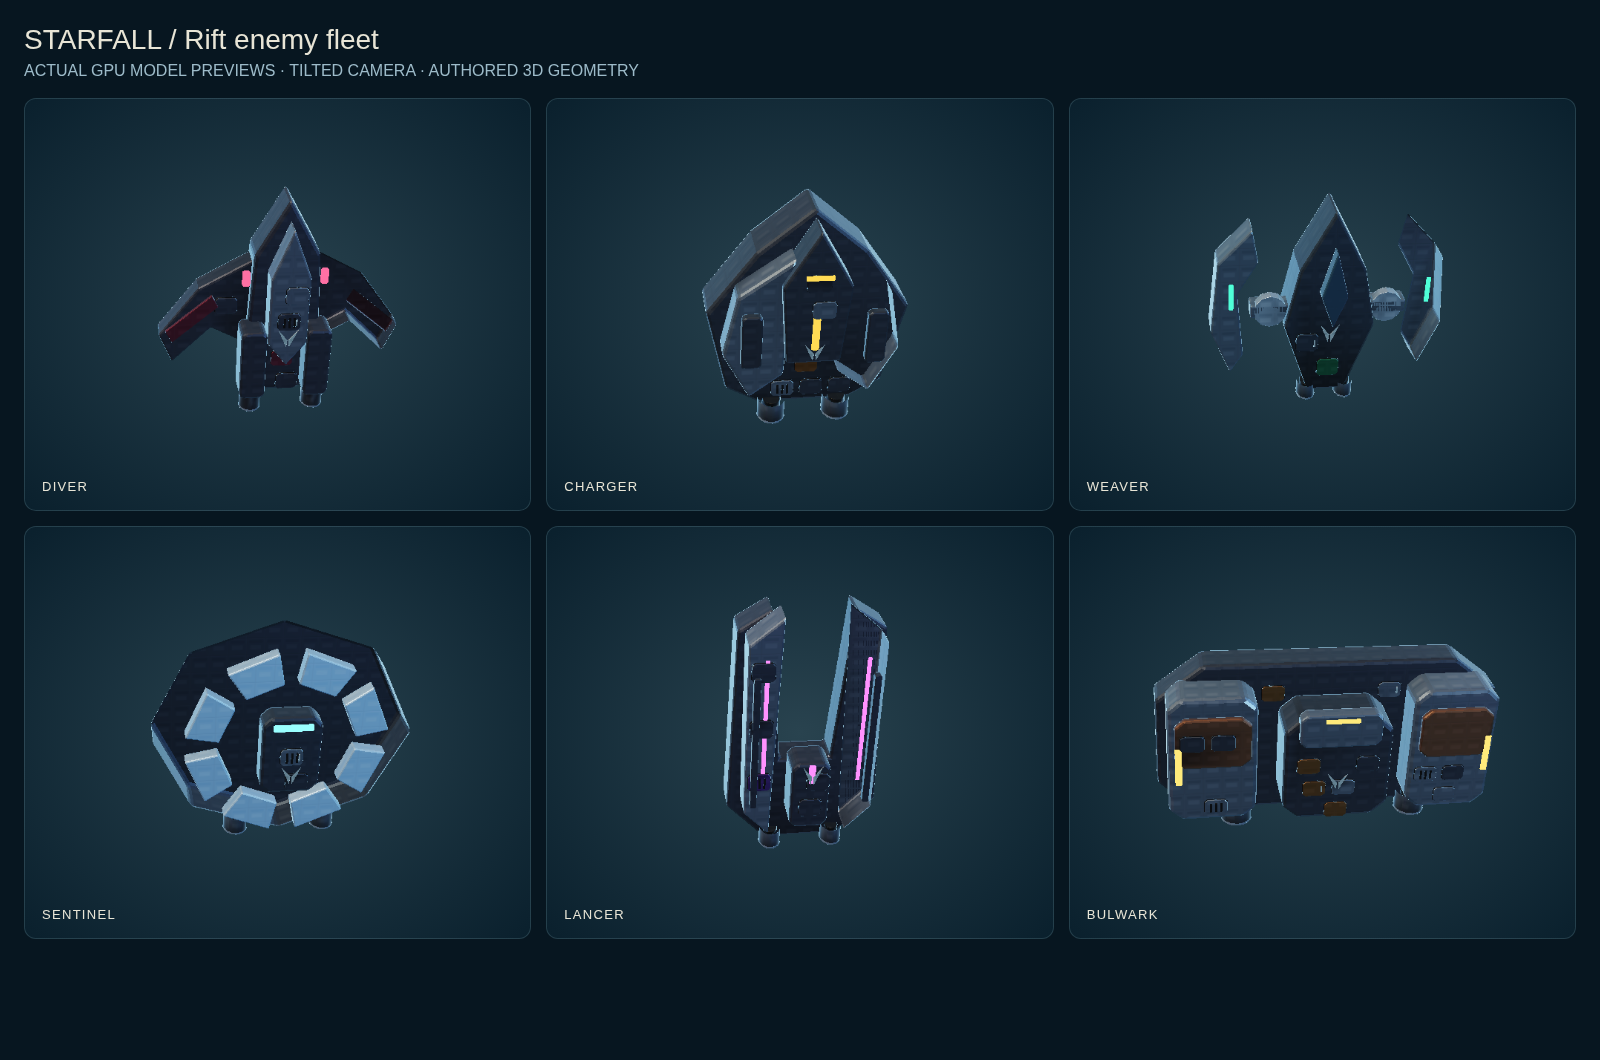 STARFALL / Rift enemy fleet
ACTUAL GPU MODEL PREVIEWS · TILTED CAMERA · AUTHORED 3D GEOMETRY
DIVER
CHARGER
WEAVER
SENTINEL
LANCER
BULWARK